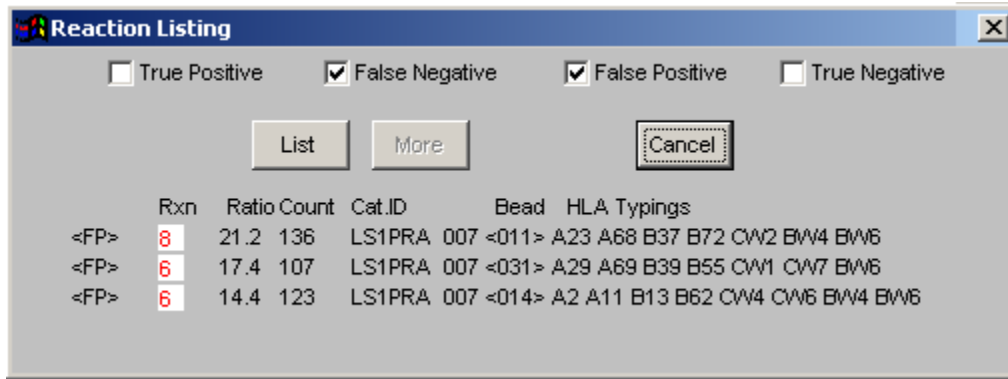 Reaction Listing
True Positive False Negative False Positive True Negative
List More Cancel
Rxn Ratio Count Cat.ID Bead HLA Typings
<FP> 8 21.2 136 LS1PRA 007 <011> A23 A68 B37 B72 CW2 BW4 BW6
<FP> 6 17.4 107 LS1PRA 007 <031> A29 A69 B39 B55 CW1 CW7 BW6
<FP> 6 14.4 123 LS1PRA 007 <014> A2 A11 B13 B62 CW4 CW6 BW4 BW6